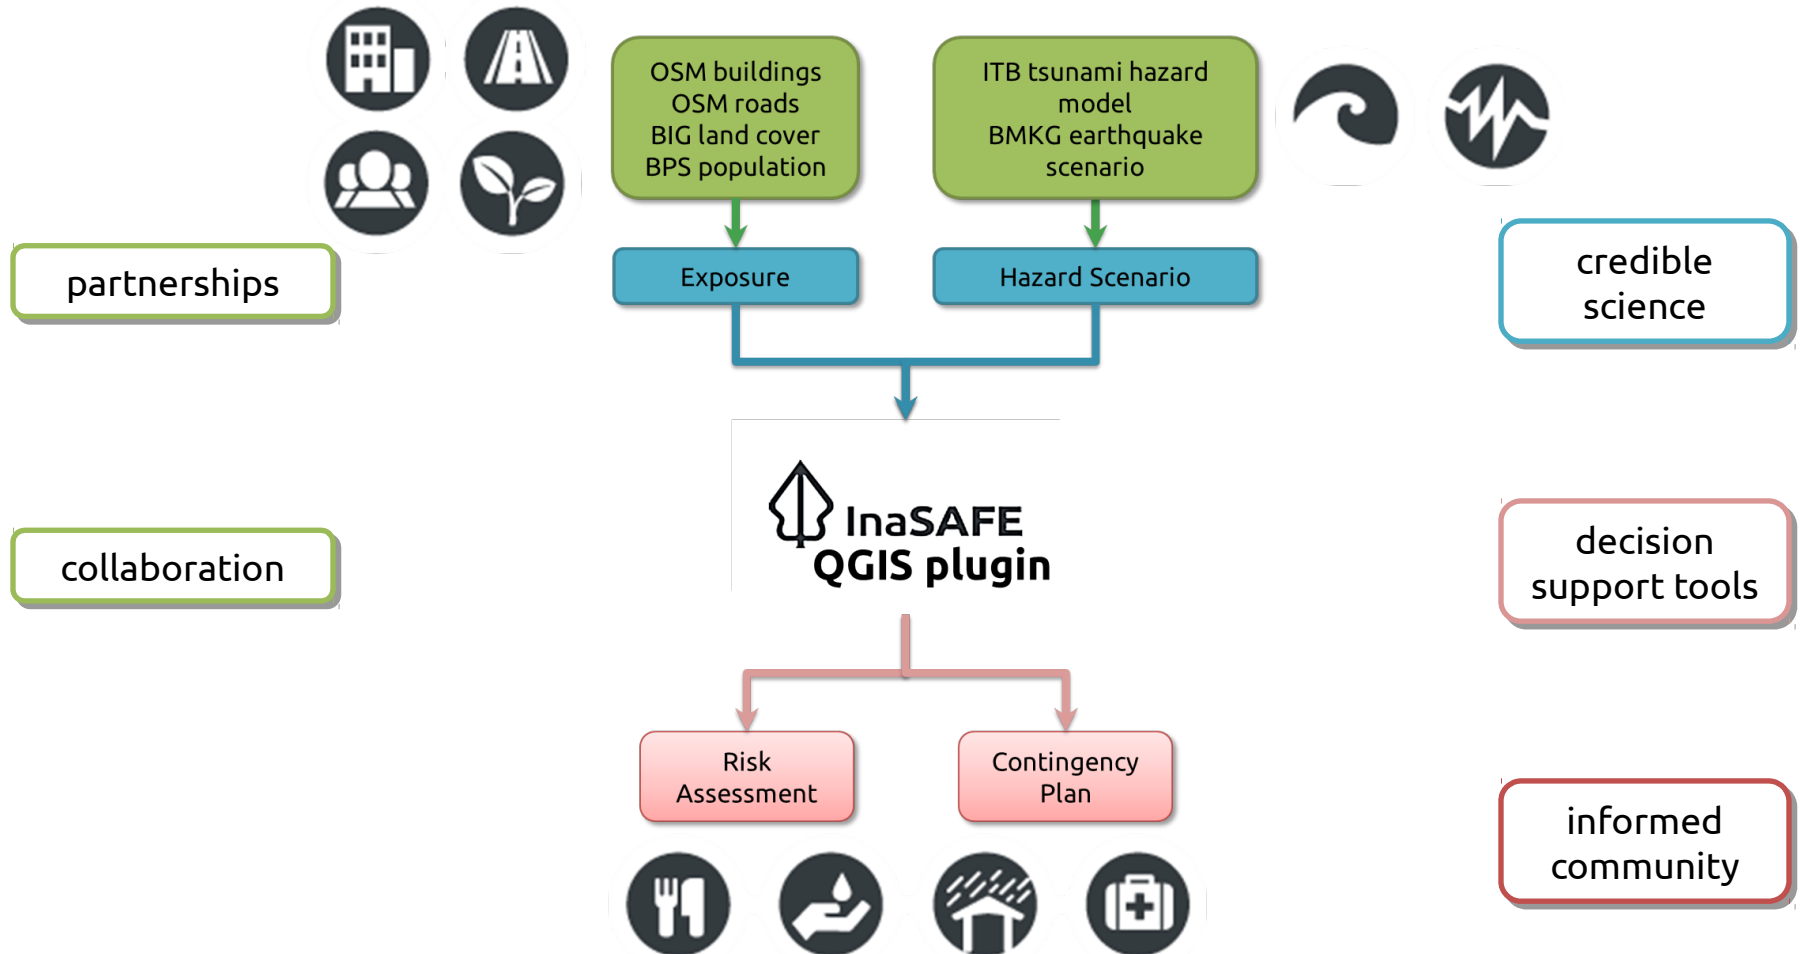 OSM buildings
OSM roads
BIG land cover
BPS population
ITB tsunami hazard
model
BMKG earthquake
scenario
partnerships
Exposure
Hazard Scenario
credible
science
InaSAFE
QGIS plugin
collaboration
decision
support tools
Risk
Assessment
Contingency
Plan
informed
community